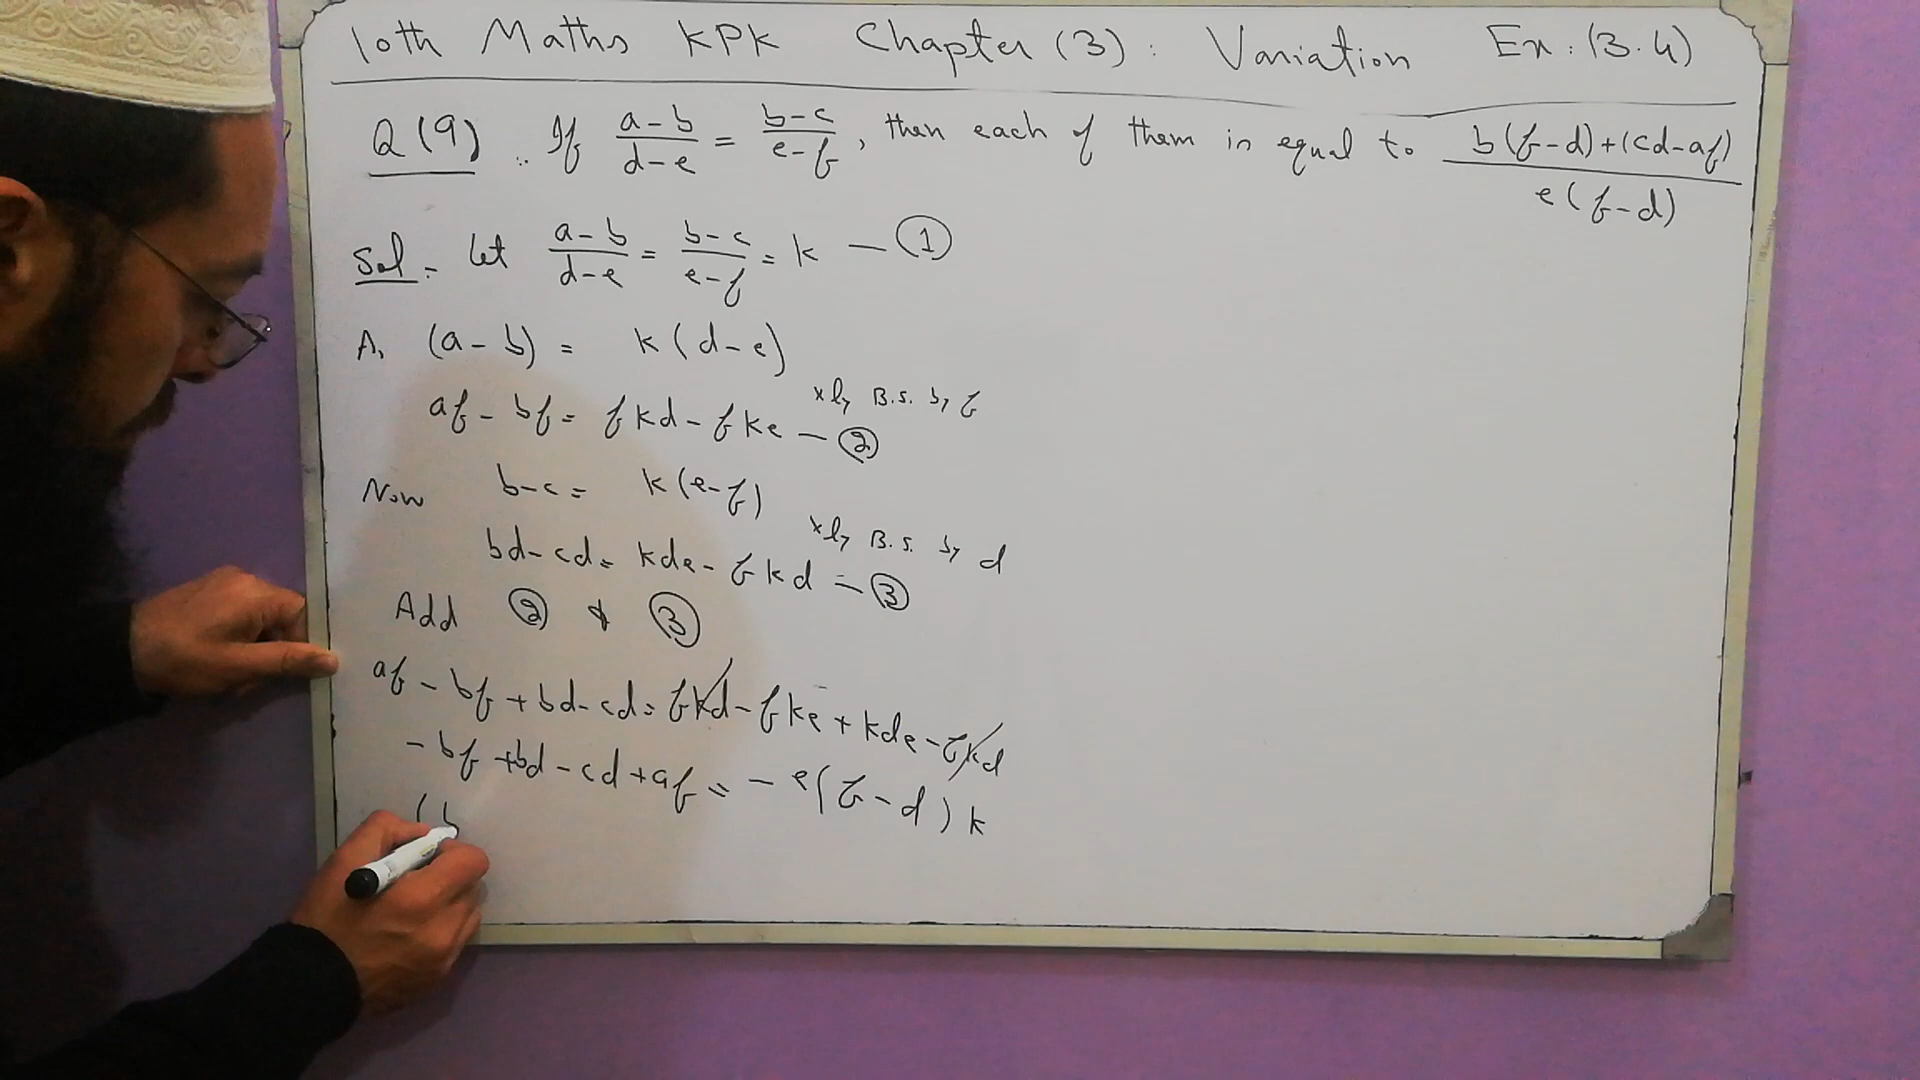 10th Maths KPK Chapter (3) : Variation Ex : (3.4)
Q(9) .. If (a-b)/(d-e) = (b-c)/(e-f) , then each of them is equal to (b(f-d)+(cd-af))/(e(f-d))
Sol - Let (a-b)/(d-e) = (b-c)/(e-f) = k — ①
As (a-b) = k(d-e)
xly B.S. by f
af - bf = fkd - fke — ②
Now b-c = k(e-f)
xly B.S. by d
bd - cd = kde - fkd — ③
Add ② & ③
af - bf + bd - cd = fkd - fke + kde - fkd
- bf + bd - cd + af = - e(f-d)k
(b